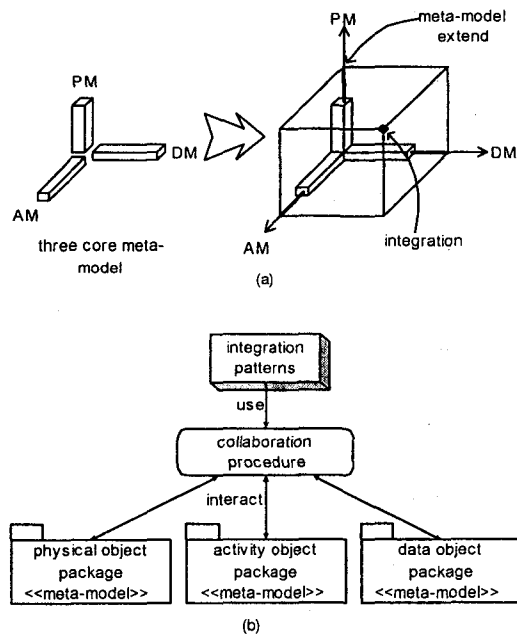 PM
DM
AM
three core meta-
model
PM
meta-model
extend
DM
AM
integration
(a)
integration
patterns
use
collaboration
procedure
interact
physical object
package
<<meta-model>>
activity object
package
<<meta-model>>
data object
package
<<meta-model>>
(b)